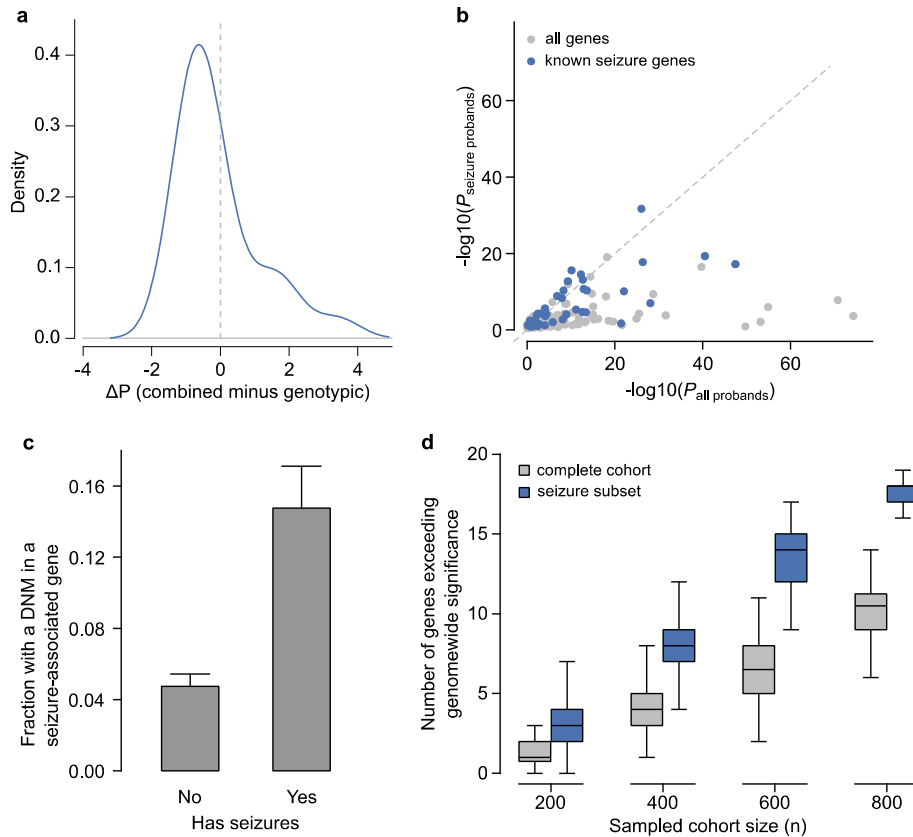 a
Density
0.4
0.3
0.2
0.1
0.0
-4
-2
0
2
4
ΔP (combined minus genotypic)
b
all genes
known seizure genes
-log10(Pseizure probands)
60
40
20
0
0
20
40
60
-log10(Pall probands)
c
Fraction with a DNM in a
seizure-associated gene
0.16
0.12
0.08
0.04
0.00
No
Yes
Has seizures
d
complete cohort
seizure subset
Number of genes exceeding
genomewide significance
20
15
10
5
0
200
400
600
800
Sampled cohort size (n)